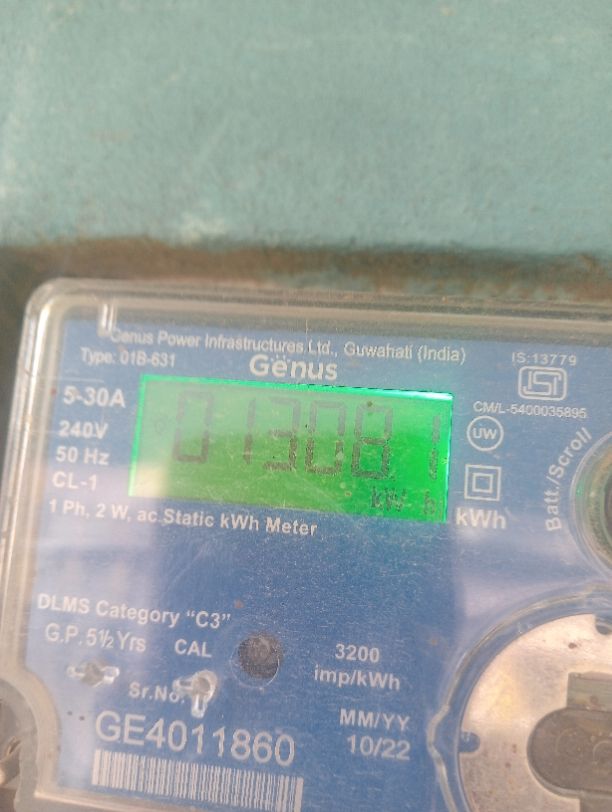 Genus Power Infrastructures Ltd., Guwahati (India)
Type: 01B-631
Gënus
IS:13779
ISI
CM/L-5400035895
5-30A
240V
50 Hz
CL-1
013081
kW h
UW
kWh
Batt./Scroll
1 Ph, 2 W, ac Static kWh Meter
DLMS Category “C3”
G.P. 5½ Yrs
CAL
3200
imp/kWh
Sr.No.
GE4011860
MM/YY
10/22